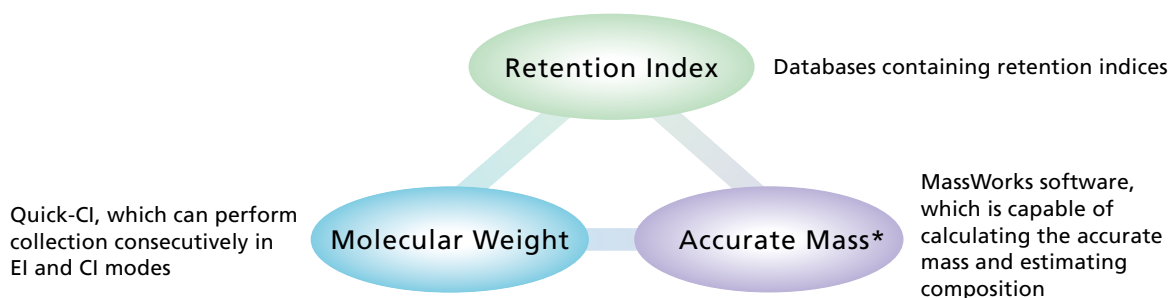 Retention Index
Databases containing retention indices
Quick-CI, which can perform
collection consecutively in
EI and CI modes
Molecular Weight
Accurate Mass*
MassWorks software,
which is capable of
calculating the accurate
mass and estimating
composition